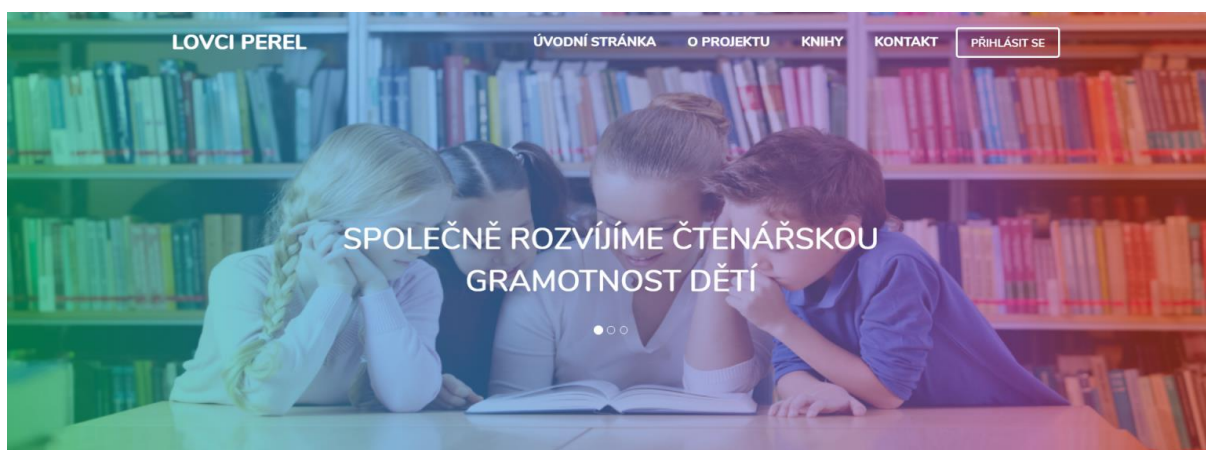 LOVCI PEREL
ÚVODNÍ STRÁNKA O PROJEKTU KNIHY KONTAKT PŘIHLÁSIT SE
SPOLEČNĚ ROZVÍJÍME ČTENÁŘSKOU
GRAMOTNOST DĚTÍ